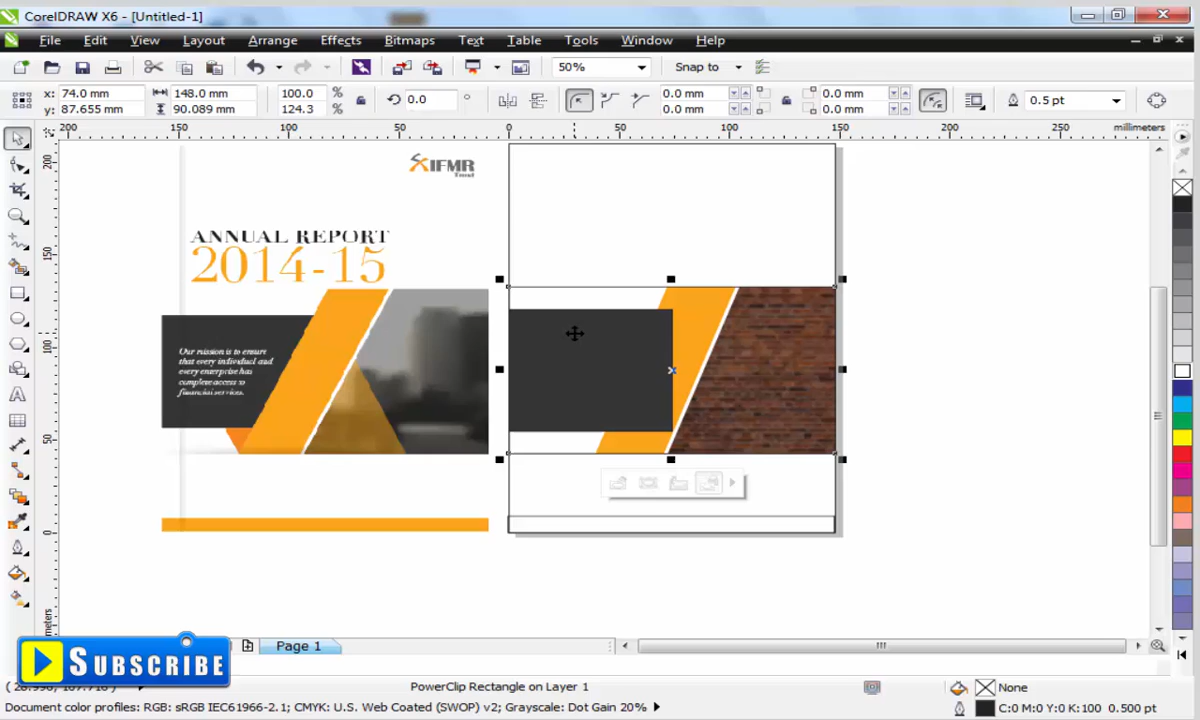 CorelDRAW X6 - [Untitled-1]
File Edit View Layout Arrange Effects Bitmaps Text Table Tools Window Help
50% Snap to
x: 74.0 mm 148.0 mm 100.0 % 0.0 ° 0.0 mm 0.0 mm 0.5 pt
y: 87.655 mm 90.089 mm 124.3 % 0.0 mm 0.0 mm
200 150 100 50 0 50 100 150 200 250 millimeters
200
150
100
50
0
IFMR
Trust
ANNUAL REPORT
2014-15
Our mission is to ensure
that every individual and
every enterprise has
complete access to
financial services.
Page 1
SUBSCRIBE
PowerClip Rectangle on Layer 1
None
Document color profiles: RGB: sRGB IEC61966-2.1; CMYK: U.S. Web Coated (SWOP) v2; Grayscale: Dot Gain 20%
C:0 M:0 Y:0 K:100 0.500 pt